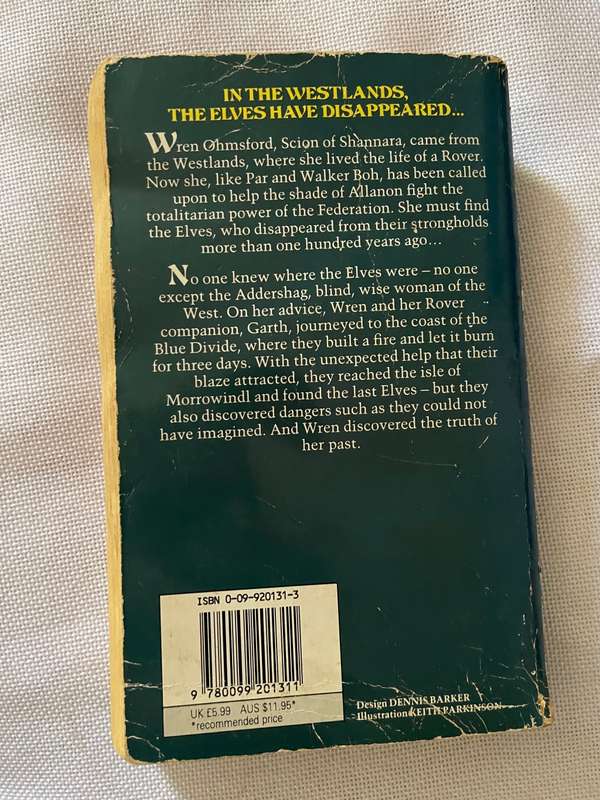 IN THE WESTLANDS,
THE ELVES HAVE DISAPPEARED...
Wren Ohmsford, Scion of Shannara, came from
the Westlands, where she lived the life of a Rover.
Now she, like Par and Walker Boh, has been called
upon to help the shade of Allanon fight the
totalitarian power of the Federation. She must find
the Elves, who disappeared from their strongholds
more than one hundred years ago...
No one knew where the Elves were – no one
except the Addershag, blind, wise woman of the
West. On her advice, Wren and her Rover
companion, Garth, journeyed to the coast of the
Blue Divide, where they built a fire and let it burn
for three days. With the unexpected help that their
blaze attracted, they reached the isle of
Morrowindl and found the last Elves – but they
also discovered dangers such as they could not
have imagined. And Wren discovered the truth of
her past.
ISBN 0-09-920131-3
9 780099 201311
UK £5.99 AUS $11.95*
*recommended price
Design DENNIS BARKER
Illustration KEITH PARKINSON